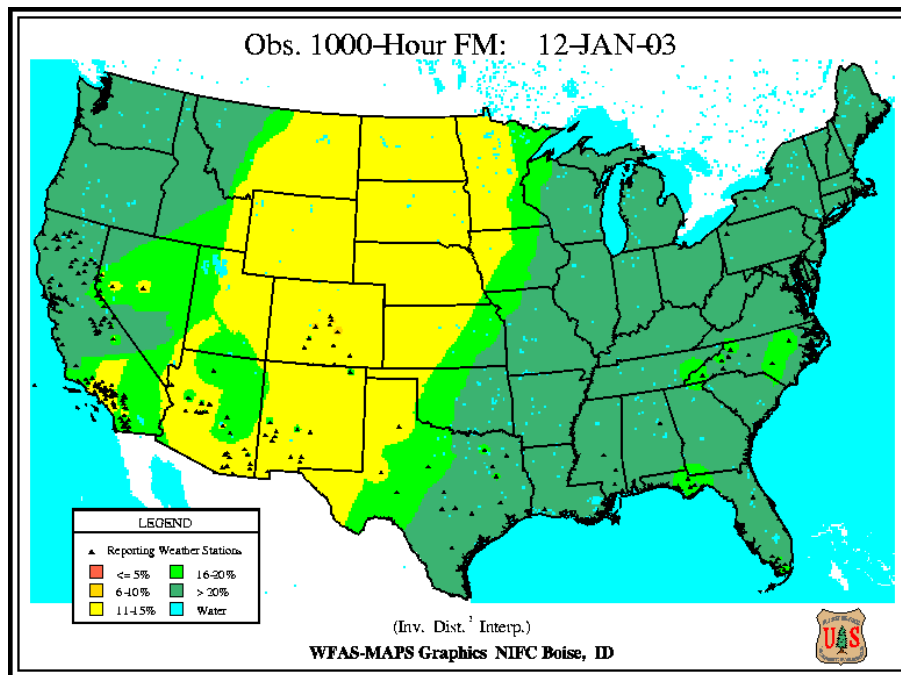 Obs. 1000-Hour FM: 12-JAN-03
LEGEND
Reporting Weather Stations
<= 5% 16-20%
6-10% > 20%
11-15% Water
(Inv. Dist.² Interp.)
WFAS-MAPS Graphics NIFC Boise, ID
U S